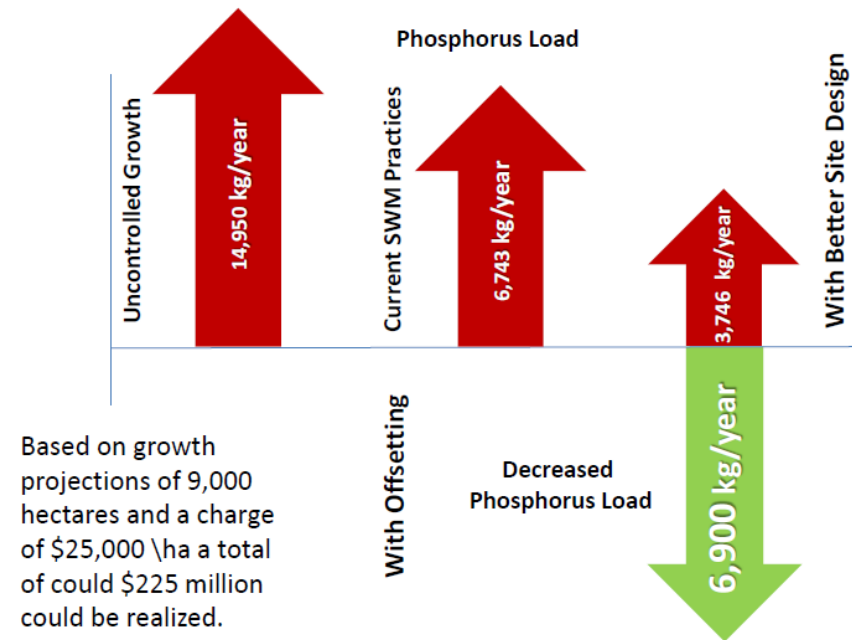 Phosphorus Load
Uncontrolled Growth
14,950 kg/year
Current SWM Practices
6,743 kg/year
3,746 kg/year
With Better Site Design
Based on growth
projections of 9,000
hectares and a charge
of $25,000 \ha a total
of could $225 million
could be realized.
With Offsetting
Decreased
Phosphorus Load
6,900 kg/year